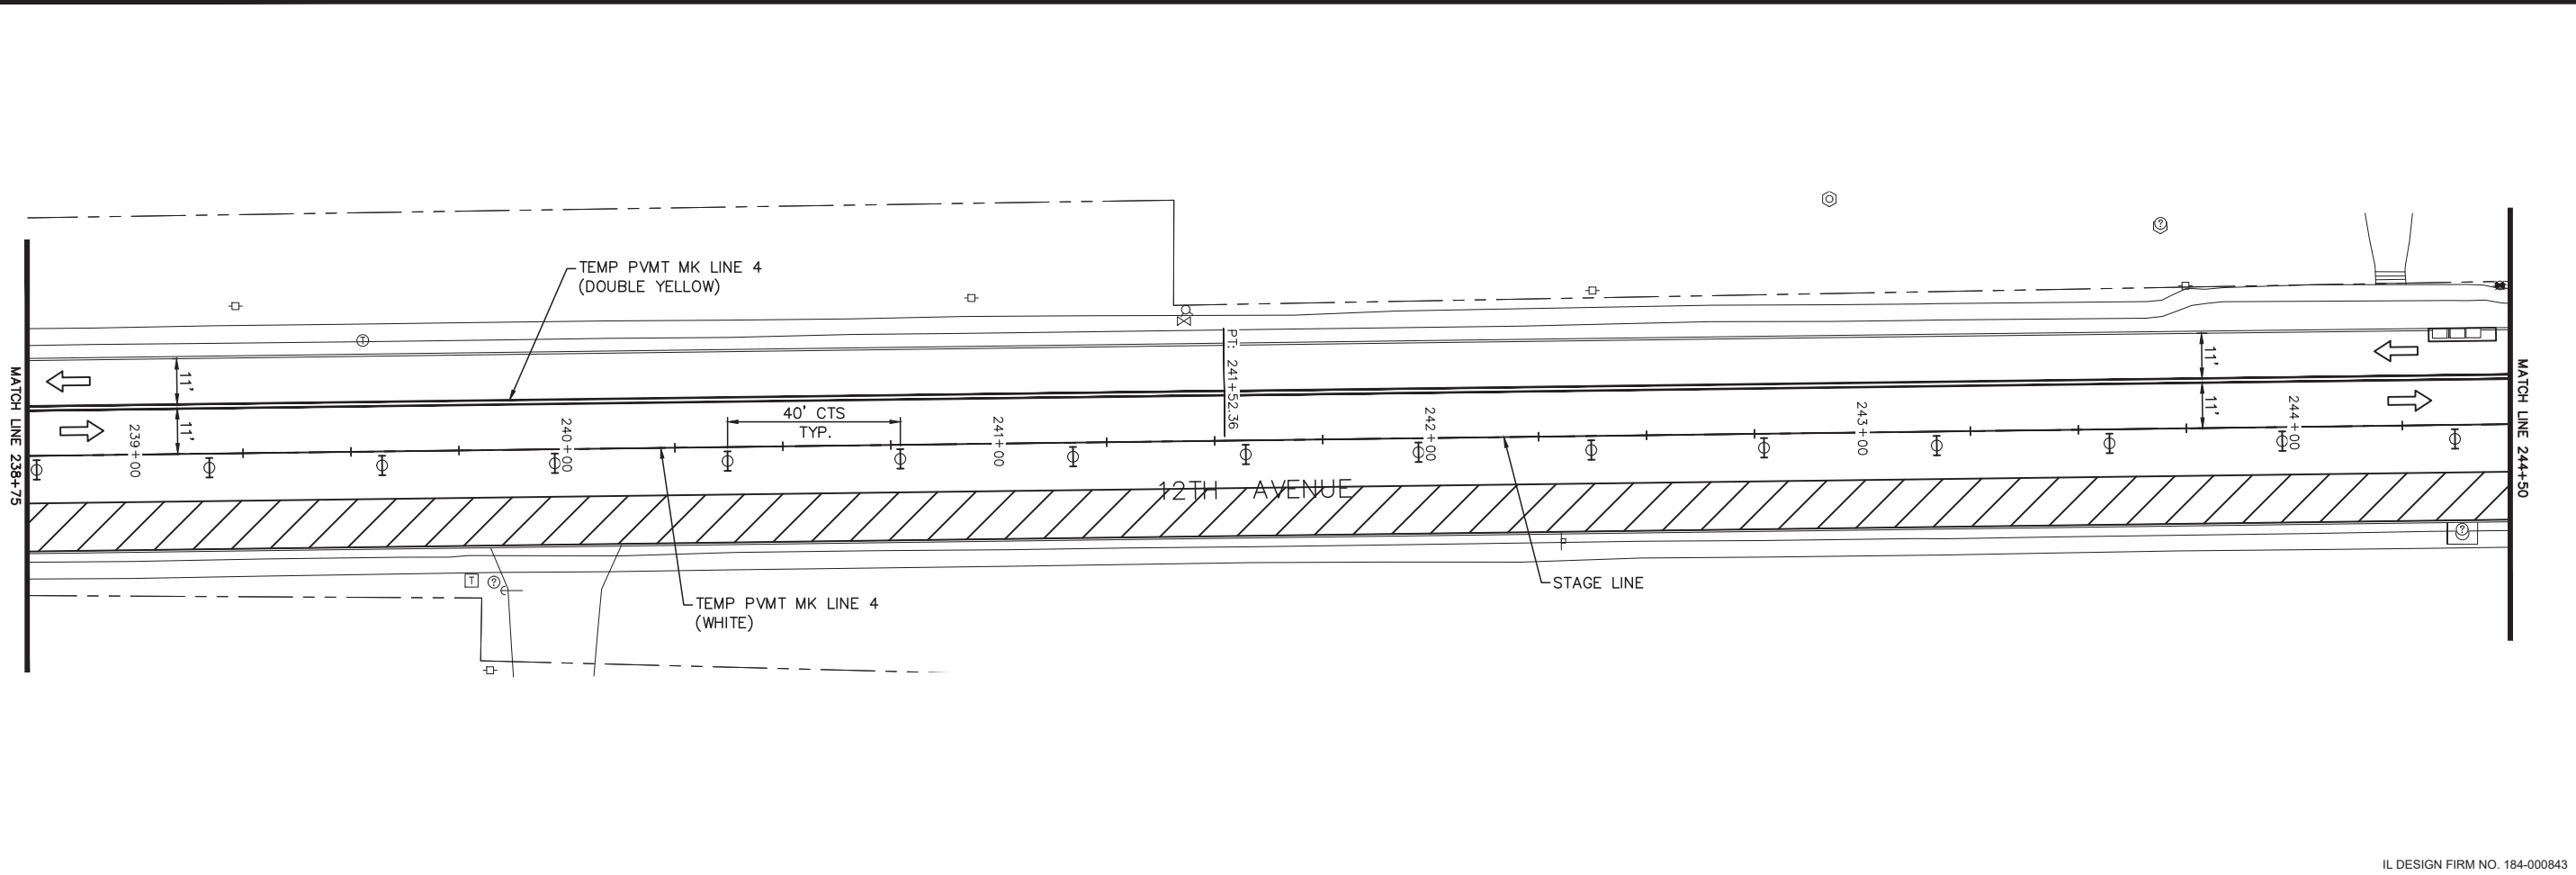 TEMP PVMT MK LINE 4
(DOUBLE YELLOW)
T
?
MATCH LINE 238+75
11'
11'
239+00
240+00
40' CTS
TYP.
241+00
PT: 241+52.36
242+00
243+00
11'
11'
244+00
MATCH LINE 244+50
12TH AVENUE
?
T
?
STAGE LINE
TEMP PVMT MK LINE 4
(WHITE)
IL DESIGN FIRM NO. 184-000843